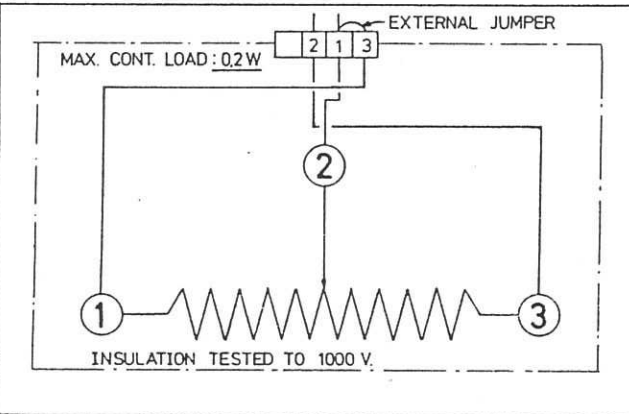 EXTERNAL JUMPER
2 1 3
MAX. CONT. LOAD : 0,2 W
2
1
3
INSULATION TESTED TO 1000 V.